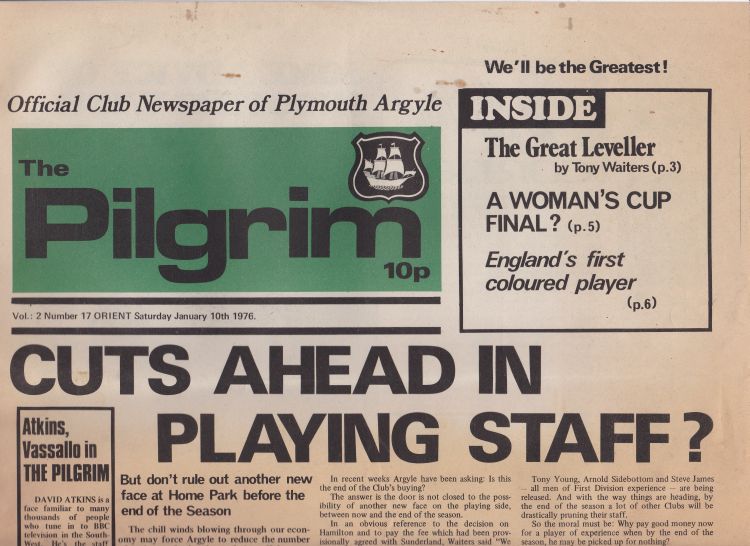 We'll be the Greatest!
Official Club Newspaper of Plymouth Argyle
The
Pilgrim
10p
Vol.: 2 Number 17 ORIENT Saturday January 10th 1976.
INSIDE
The Great Leveller
by Tony Waiters (p.3)
A WOMAN'S CUP
FINAL? (p.5)
England's first
coloured player
(p.6)
CUTS AHEAD IN
PLAYING STAFF?
Atkins,
Vassallo in
THE PILGRIM
DAVID ATKINS is a
face familiar to many
thousands of people
who tune in to BBC
television in the South-
West. He's the staff
But don't rule out another new
face at Home Park before the
end of the Season
The chill winds blowing through our econ-
omy may force Argyle to reduce the number
In recent weeks Argyle have been asking: Is this
the end of the Club's buying?
The answer is the door is not closed to the poss-
ibility of another new face on the playing side,
between now and the end of the season.
In an obvious reference to the decision on
Hamilton and to pay the fee which had been prov-
isionally agreed with Sunderland, Waiters said "We
Tony Young, Arnold Sidebottom and Steve James
— all men of First Division experience — are being
released. And with the way things are heading, by
the end of the season a lot of other Clubs will be
drastically pruning their staff.
So the moral must be: Why pay good money now
for a player of experience when by the end of the
season, he may be picked up for nothing?